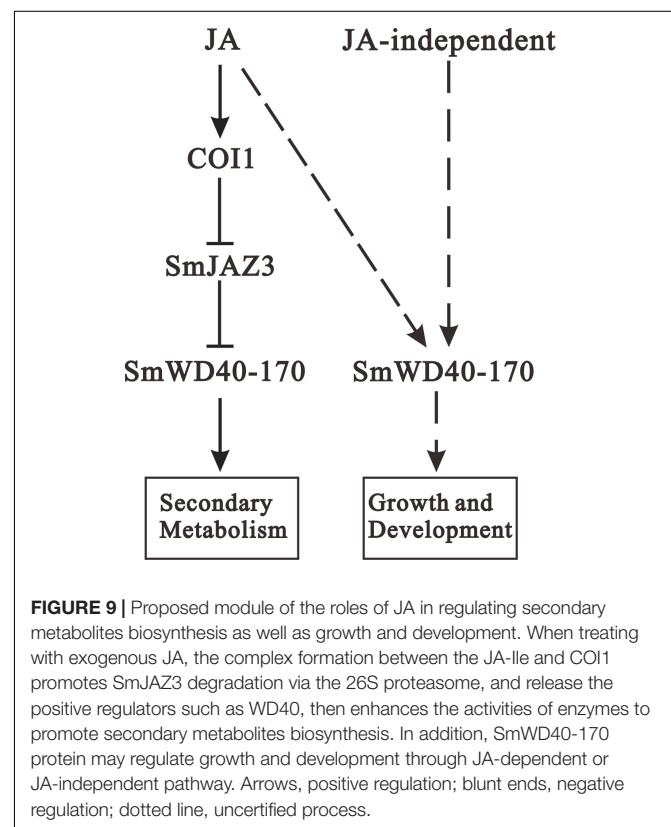 JA JA-independent
COI1
SmJAZ3
SmWD40-170 SmWD40-170
Secondary
Metabolism
Growth and
Development
FIGURE 9 | Proposed module of the roles of JA in regulating secondary
metabolites biosynthesis as well as growth and development. When treating
with exogenous JA, the complex formation between the JA-Ile and COI1
promotes SmJAZ3 degradation via the 26S proteasome, and release the
positive regulators such as WD40, then enhances the activities of enzymes to
promote secondary metabolites biosynthesis. In addition, SmWD40-170
protein may regulate growth and development through JA-dependent or
JA-independent pathway. Arrows, positive regulation; blunt ends, negative
regulation; dotted line, uncertified process.